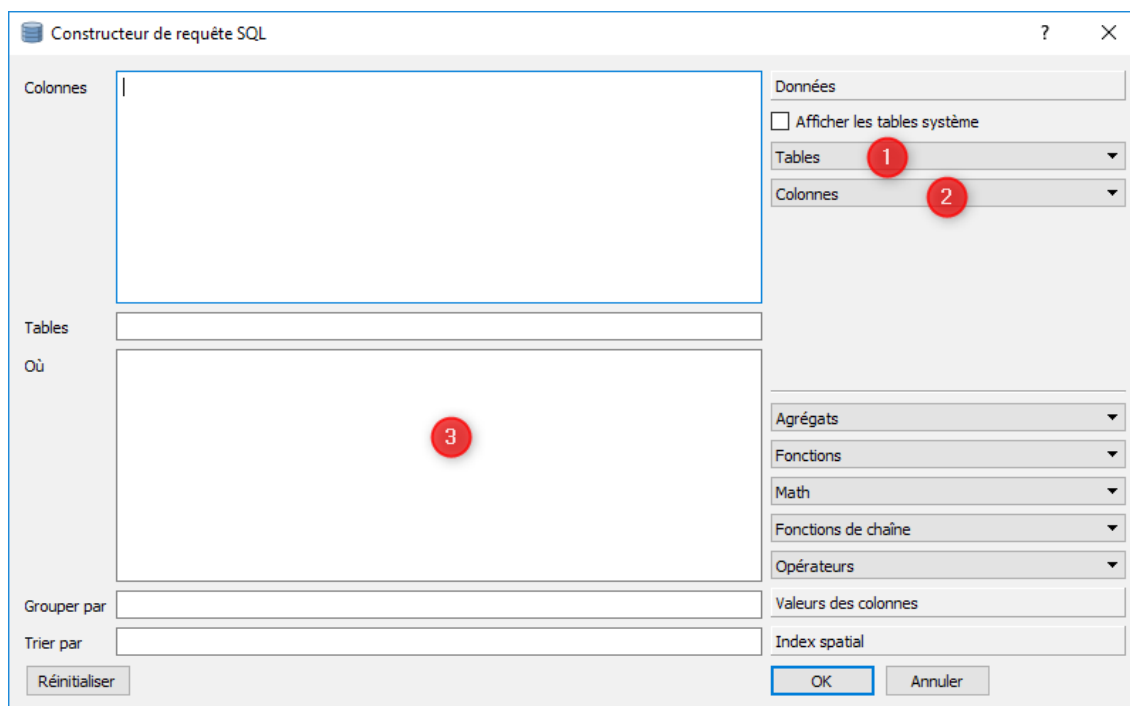 Constructeur de requête SQL
?
Colonnes
Données
Afficher les tables système
Tables
1
Colonnes
2
Tables
Où
3
Agrégats
Fonctions
Math
Fonctions de chaîne
Opérateurs
Grouper par
Valeurs des colonnes
Trier par
Index spatial
Réinitialiser
OK
Annuler